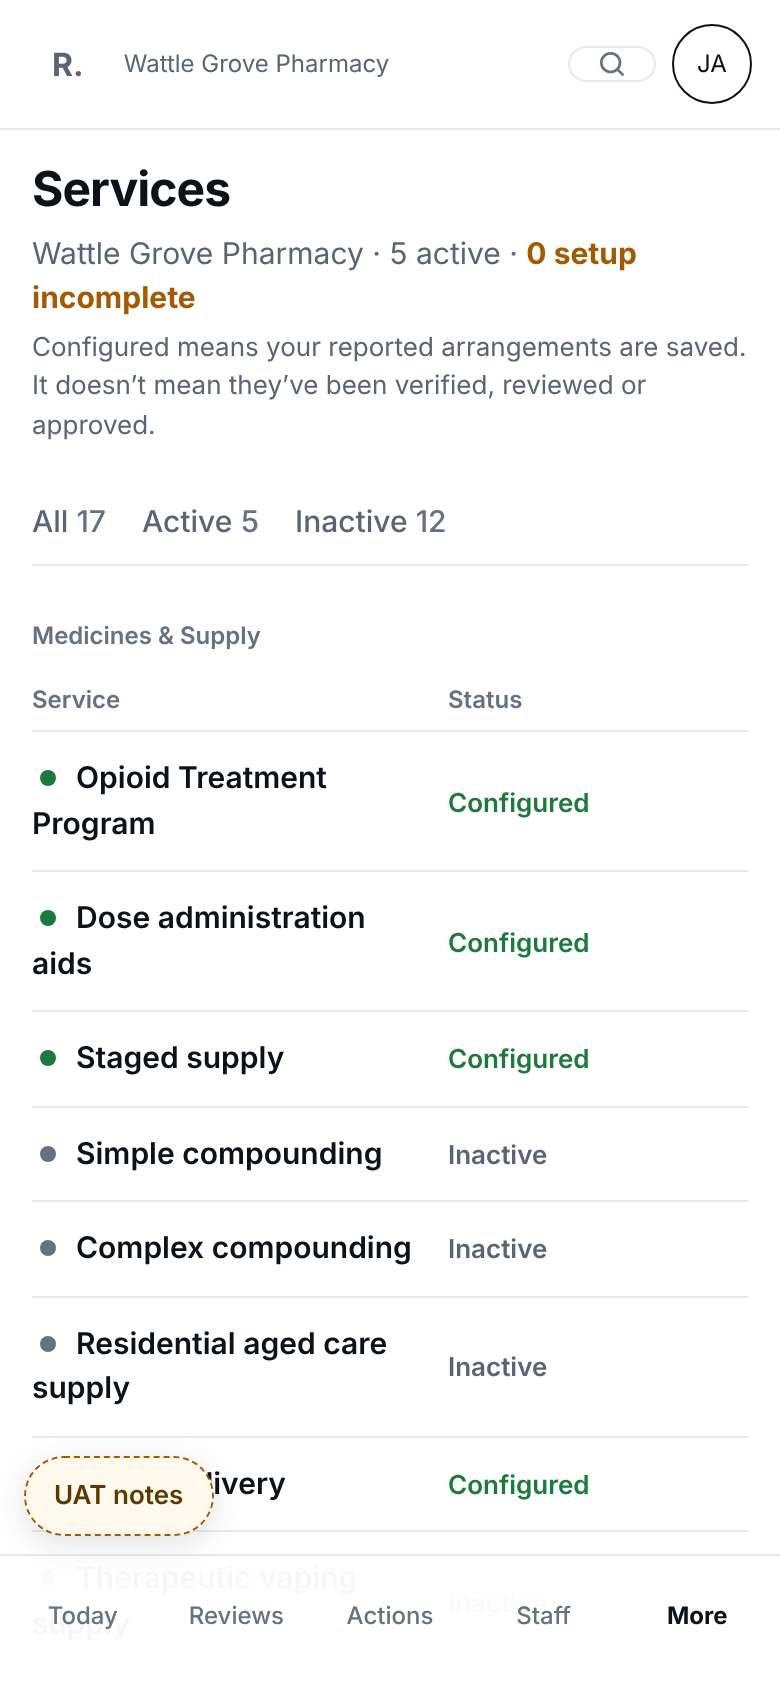 R. Wattle Grove Pharmacy JA
Services
Wattle Grove Pharmacy · 5 active · 0 setup
incomplete
Configured means your reported arrangements are saved.
It doesn’t mean they’ve been verified, reviewed or
approved.
All 17 Active 5 Inactive 12
Medicines & Supply
Service Status
Opioid Treatment
Program
Configured
Dose administration
aids
Configured
Staged supply Configured
Simple compounding Inactive
Complex compounding Inactive
Residential aged care
supply
Inactive
livery Configured
UAT notes
Therapeutic vaping
supply
Inactive
Today Reviews Actions Staff More